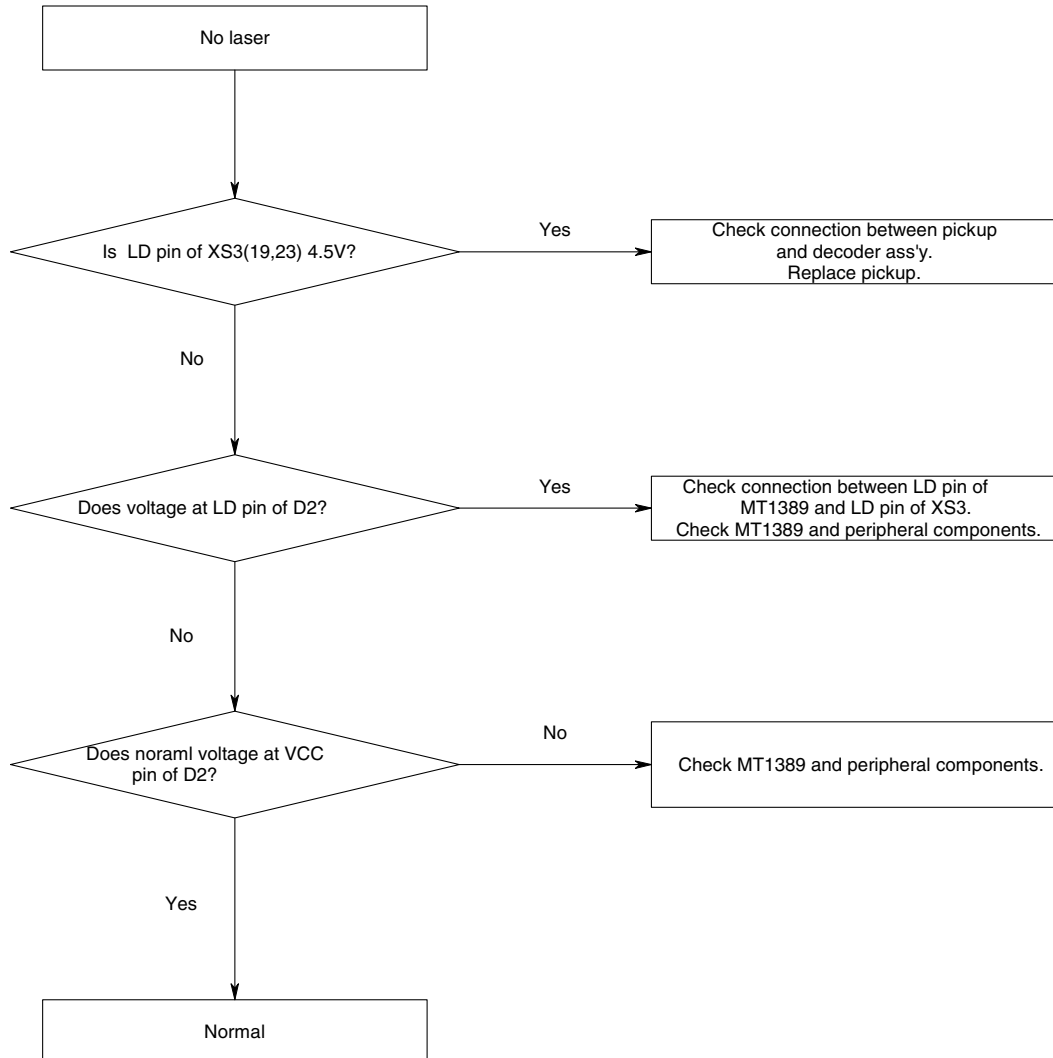 No laser
Is LD pin of XS3(19,23) 4.5V?
Yes
Check connection between pickup
and decoder ass'y.
Replace pickup.
No
Does voltage at LD pin of D2?
Yes
Check connection between LD pin of
MT1389 and LD pin of XS3.
Check MT1389 and peripheral components.
No
Does noraml voltage at VCC
pin of D2?
No
Check MT1389 and peripheral components.
Yes
Normal